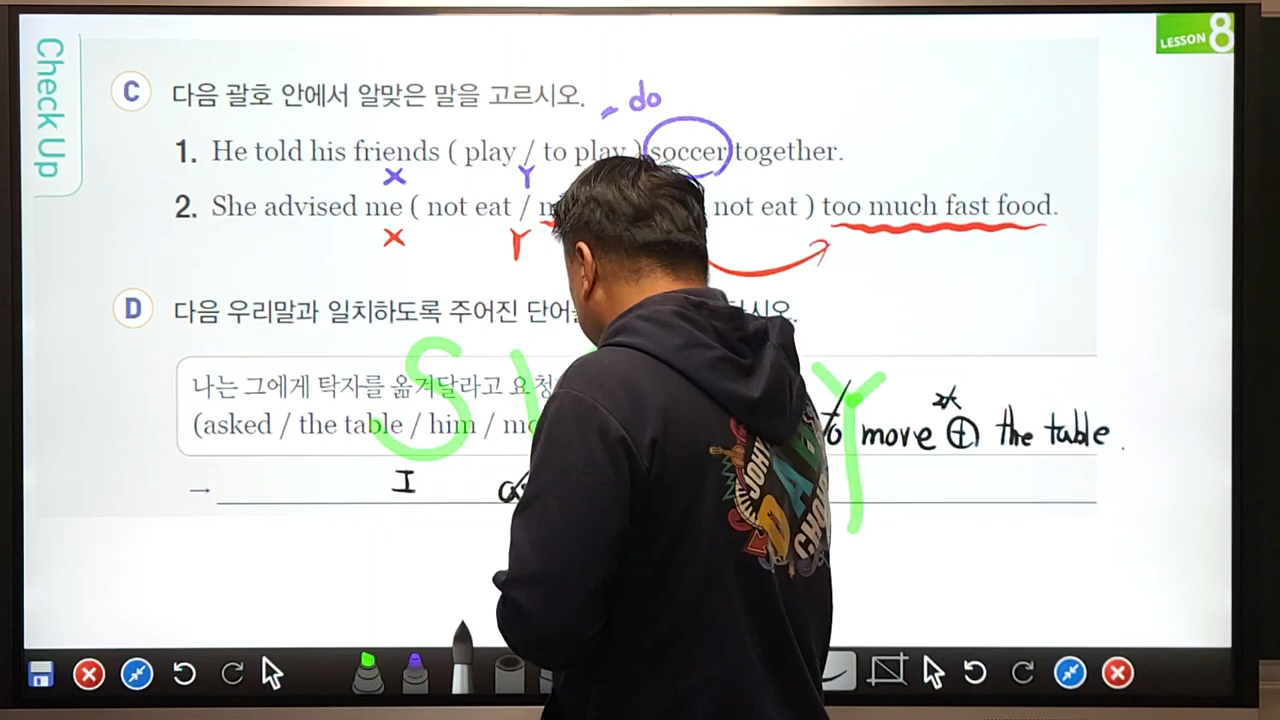 LESSON 8
Check Up
C 다음 괄호 안에서 알맞은 말을 고르시오.
- do
1. He told his friends ( play / to play ) soccer together.
X Y
2. She advised me ( not eat / not eat ) too much fast food.
X Y
D 다음 우리말과 일치하도록 주어진 단어를
나는 그에게 탁자를 옮겨달라고 요청
(asked / the table / him /
S Y
to move + the table.
→ I
JOHY
DAB
CHOP